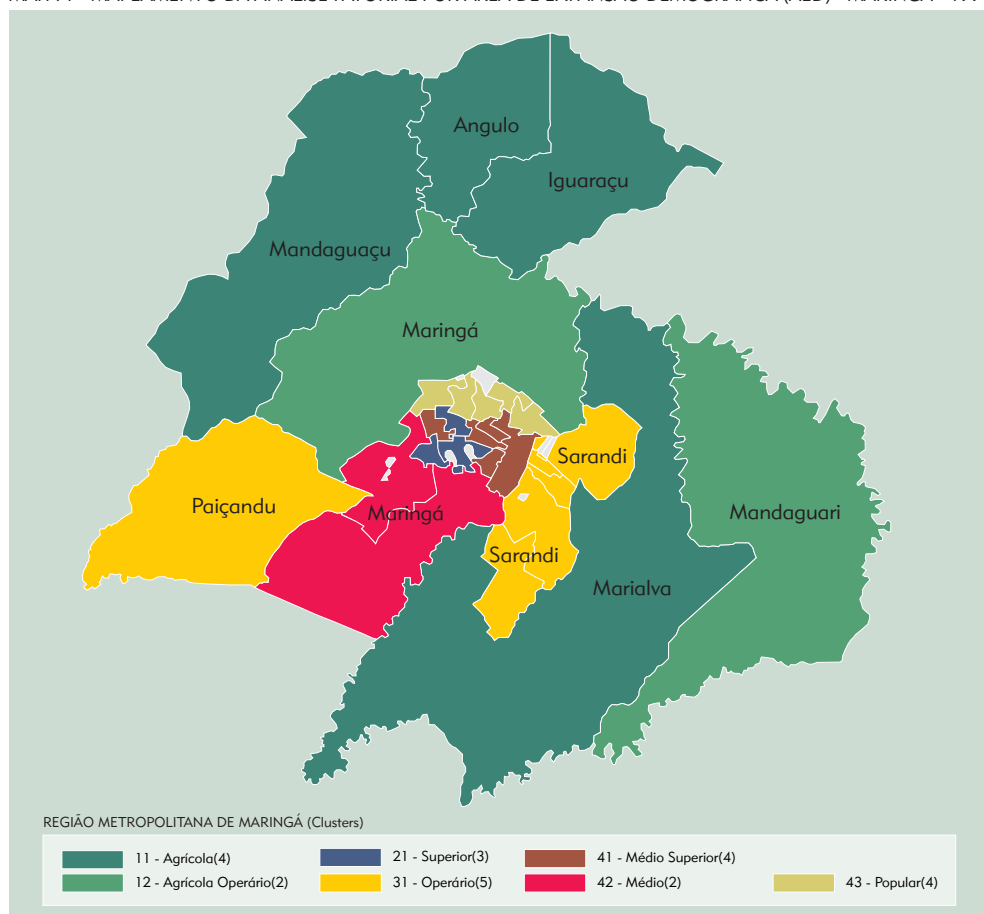 Angulo
Iguaraçu
Mandaguaçu
Maringá
Sarandi
Paiçandu
Maringá
Mandaguari
Sarandi
Marialva
REGIÃO METROPOLITANA DE MARINGÁ (Clusters)
11 - Agrícola(4)
21 - Superior(3)
41 - Médio Superior(4)
12 - Agrícola Operário(2)
31 - Operário(5)
42 - Médio(2)
43 - Popular(4)